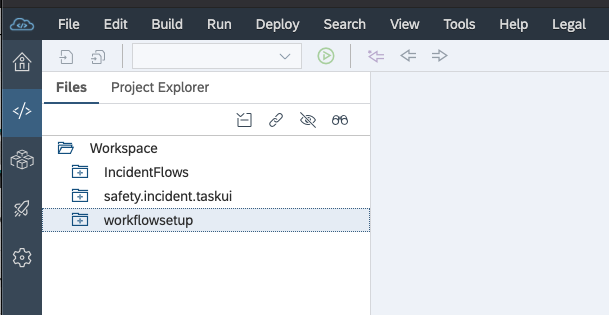 File Edit Build Run Deploy Search View Tools Help Legal
Files Project Explorer
Workspace
IncidentFlows
safety.incident.taskui
workflowsetup